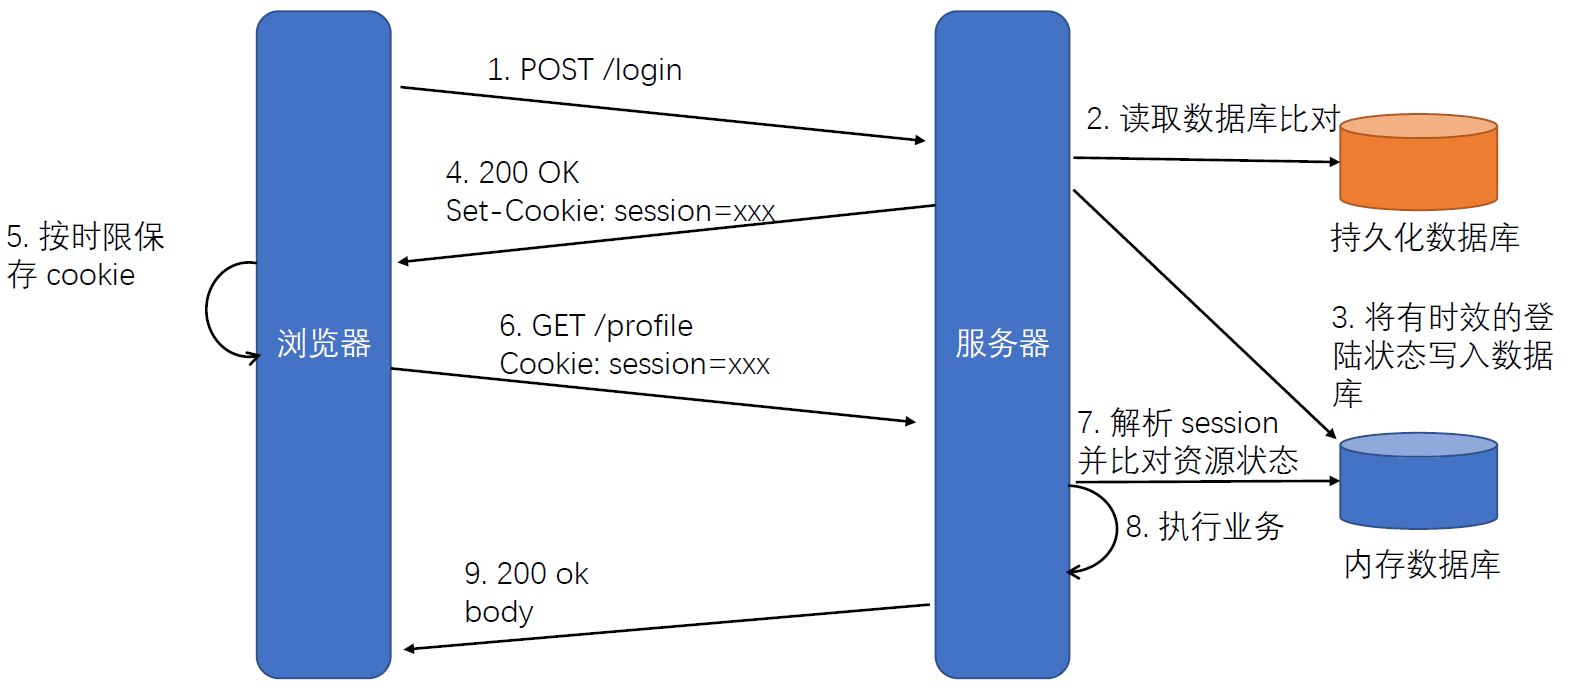 1. POST /login
2. 读取数据库比对
持久化数据库
3. 将有时效的登
陆状态写入数据
库
4. 200 OK
Set-Cookie: session=xxx
5. 按时限保
存 cookie
浏览器
服务器
6. GET /profile
Cookie: session=xxx
7. 解析 session
并比对资源状态
内存数据库
8. 执行业务
9. 200 ok
body